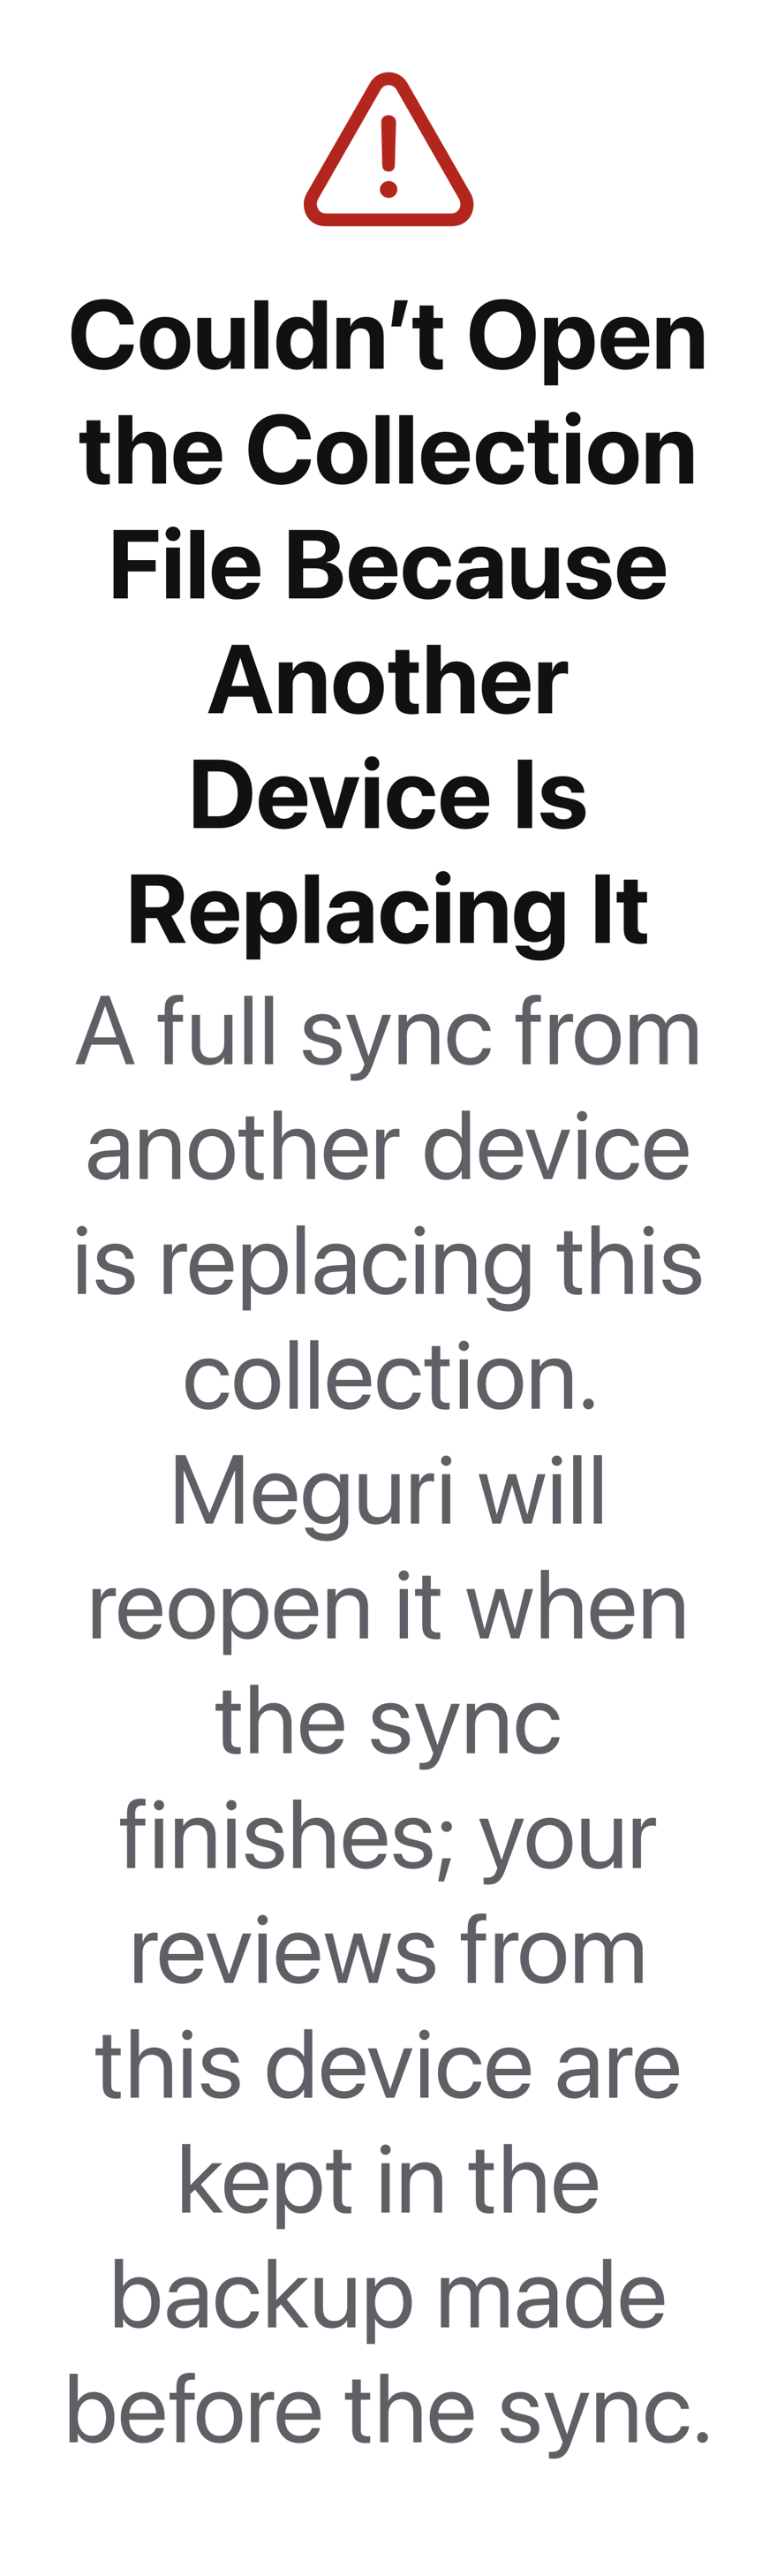 Couldn’t Open
the Collection
File Because
Another
Device Is
Replacing It
A full sync from
another device
is replacing this
collection.
Meguri will
reopen it when
the sync
finishes; your
reviews from
this device are
kept in the
backup made
before the sync.